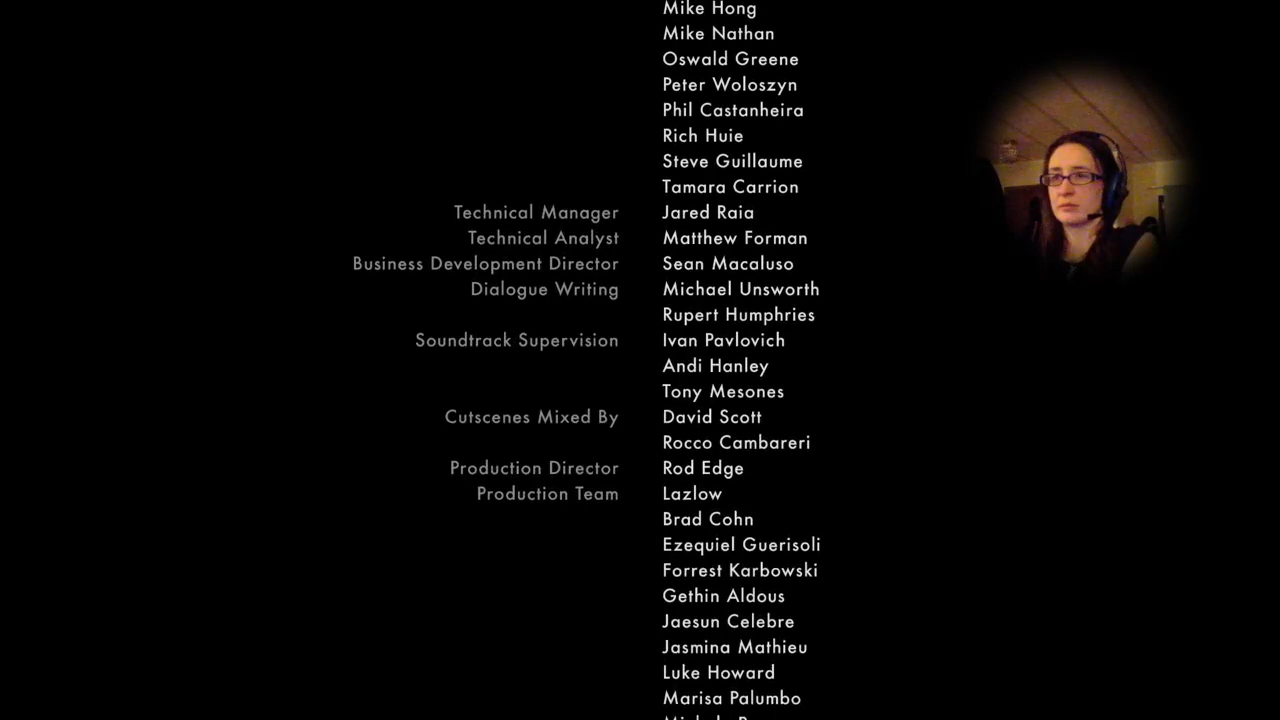 Mike Hong
Mike Nathan
Oswald Greene
Peter Woloszyn
Phil Castanheira
Rich Huie
Steve Guillaume
Tamara Carrion
Technical Manager Jared Raia
Technical Analyst Matthew Forman
Business Development Director Sean Macaluso
Dialogue Writing Michael Unsworth
Rupert Humphries
Soundtrack Supervision Ivan Pavlovich
Andi Hanley
Tony Mesones
Cutscenes Mixed By David Scott
Rocco Cambareri
Production Director Rod Edge
Production Team Lazlow
Brad Cohn
Ezequiel Guerisoli
Forrest Karbowski
Gethin Aldous
Jaesun Celebre
Jasmina Mathieu
Luke Howard
Marisa Palumbo